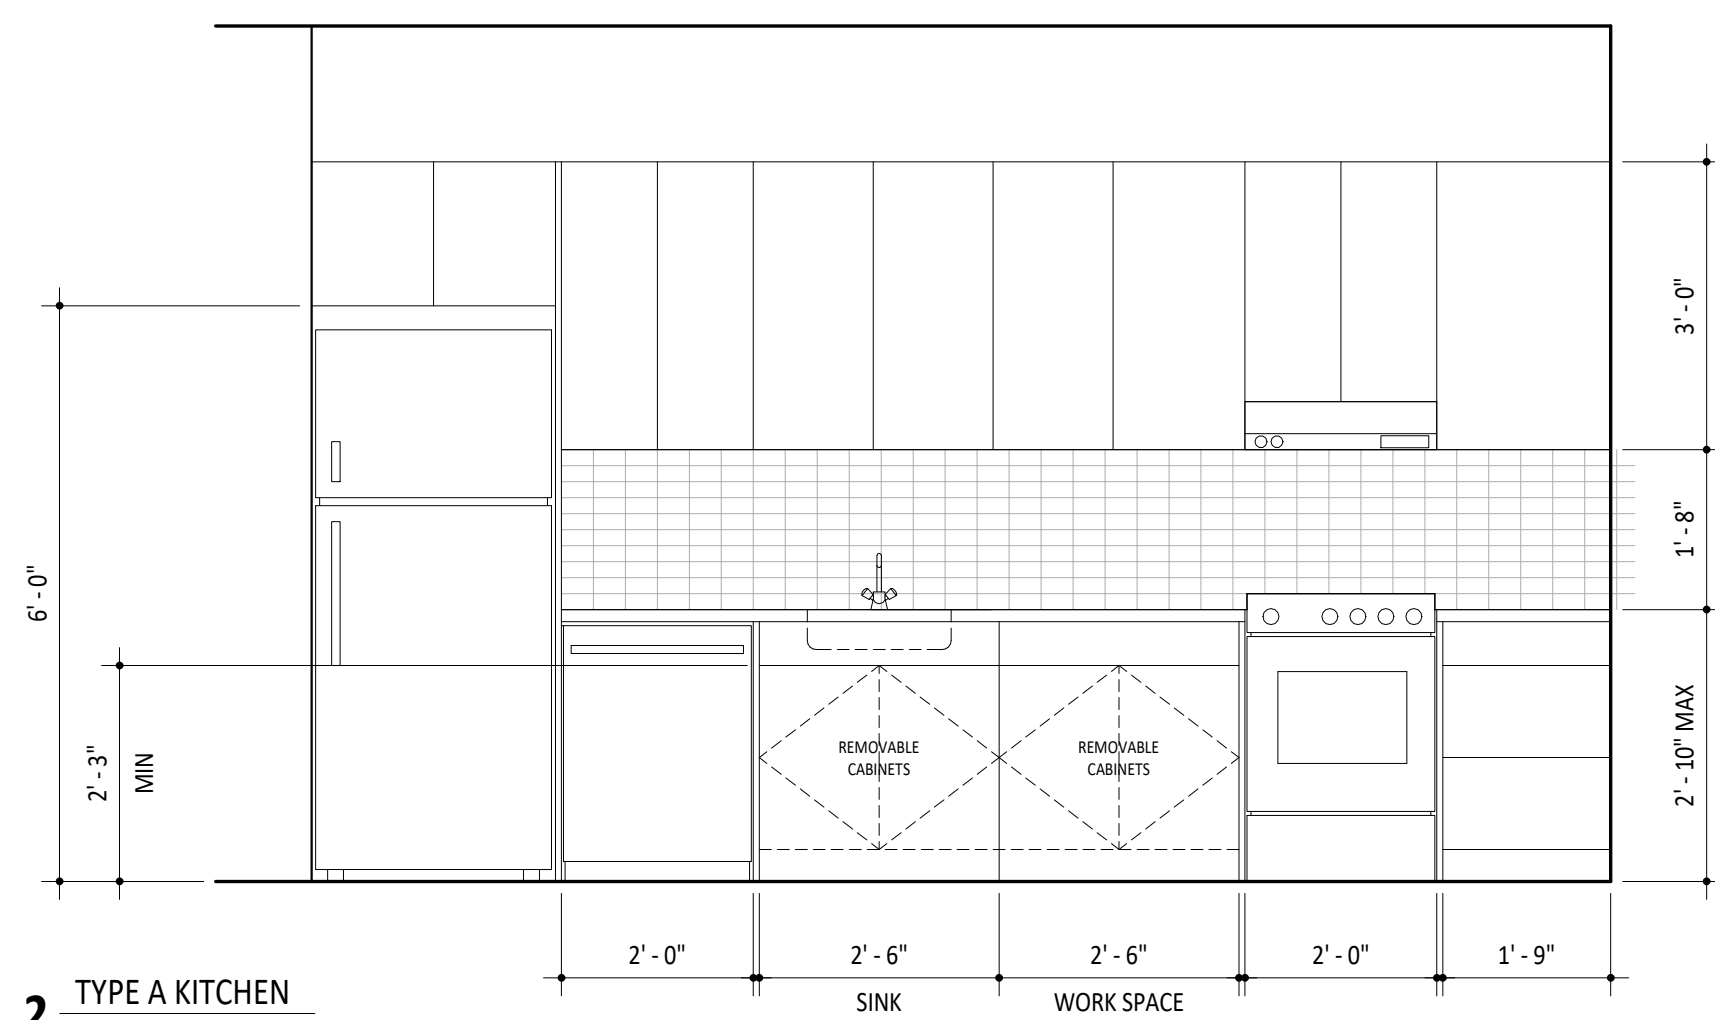 3' - 0"
1' - 8"
2' - 10" MAX
6' - 0"
2' - 3"
MIN
REMOVABLE
CABINETS
REMOVABLE
CABINETS
2' - 0"
2' - 6"
2' - 6"
2' - 0"
1' - 9"
SINK
WORK SPACE
2
TYPE A KITCHEN